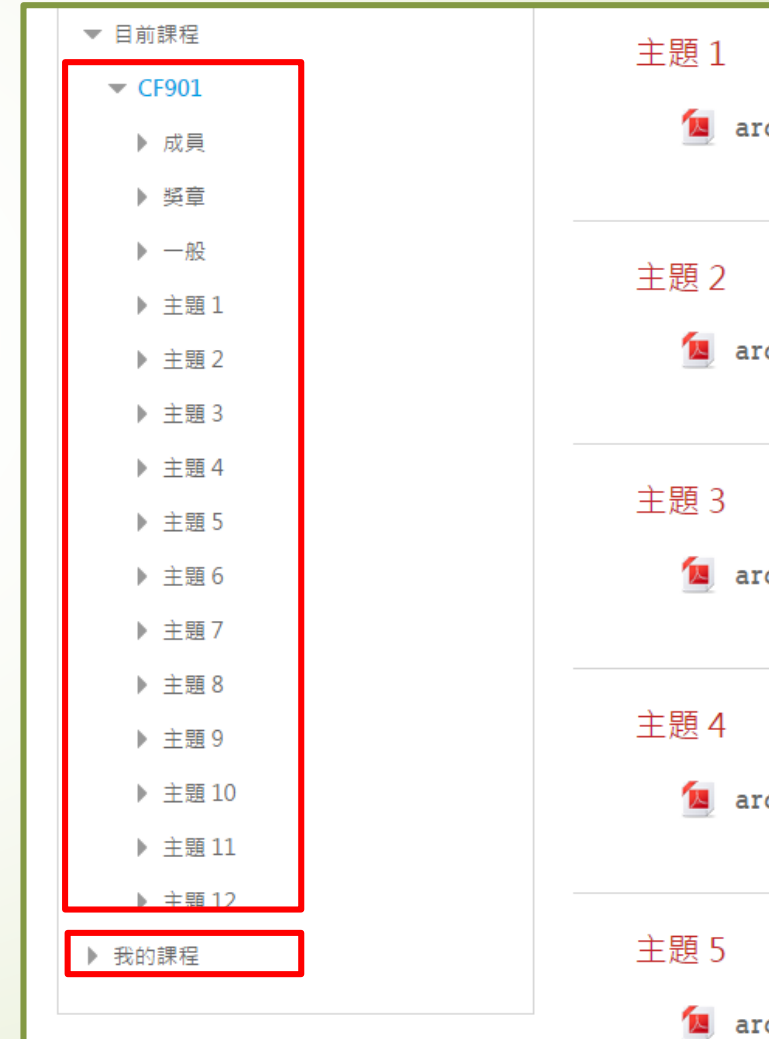 目前課程
CF901
成員
獎章
一般
主題 1
主題 2
主題 3
主題 4
主題 5
主題 6
主題 7
主題 8
主題 9
主題 10
主題 11
主題 12
我的課程
主題 1
主題 2
主題 3
主題 4
主題 5